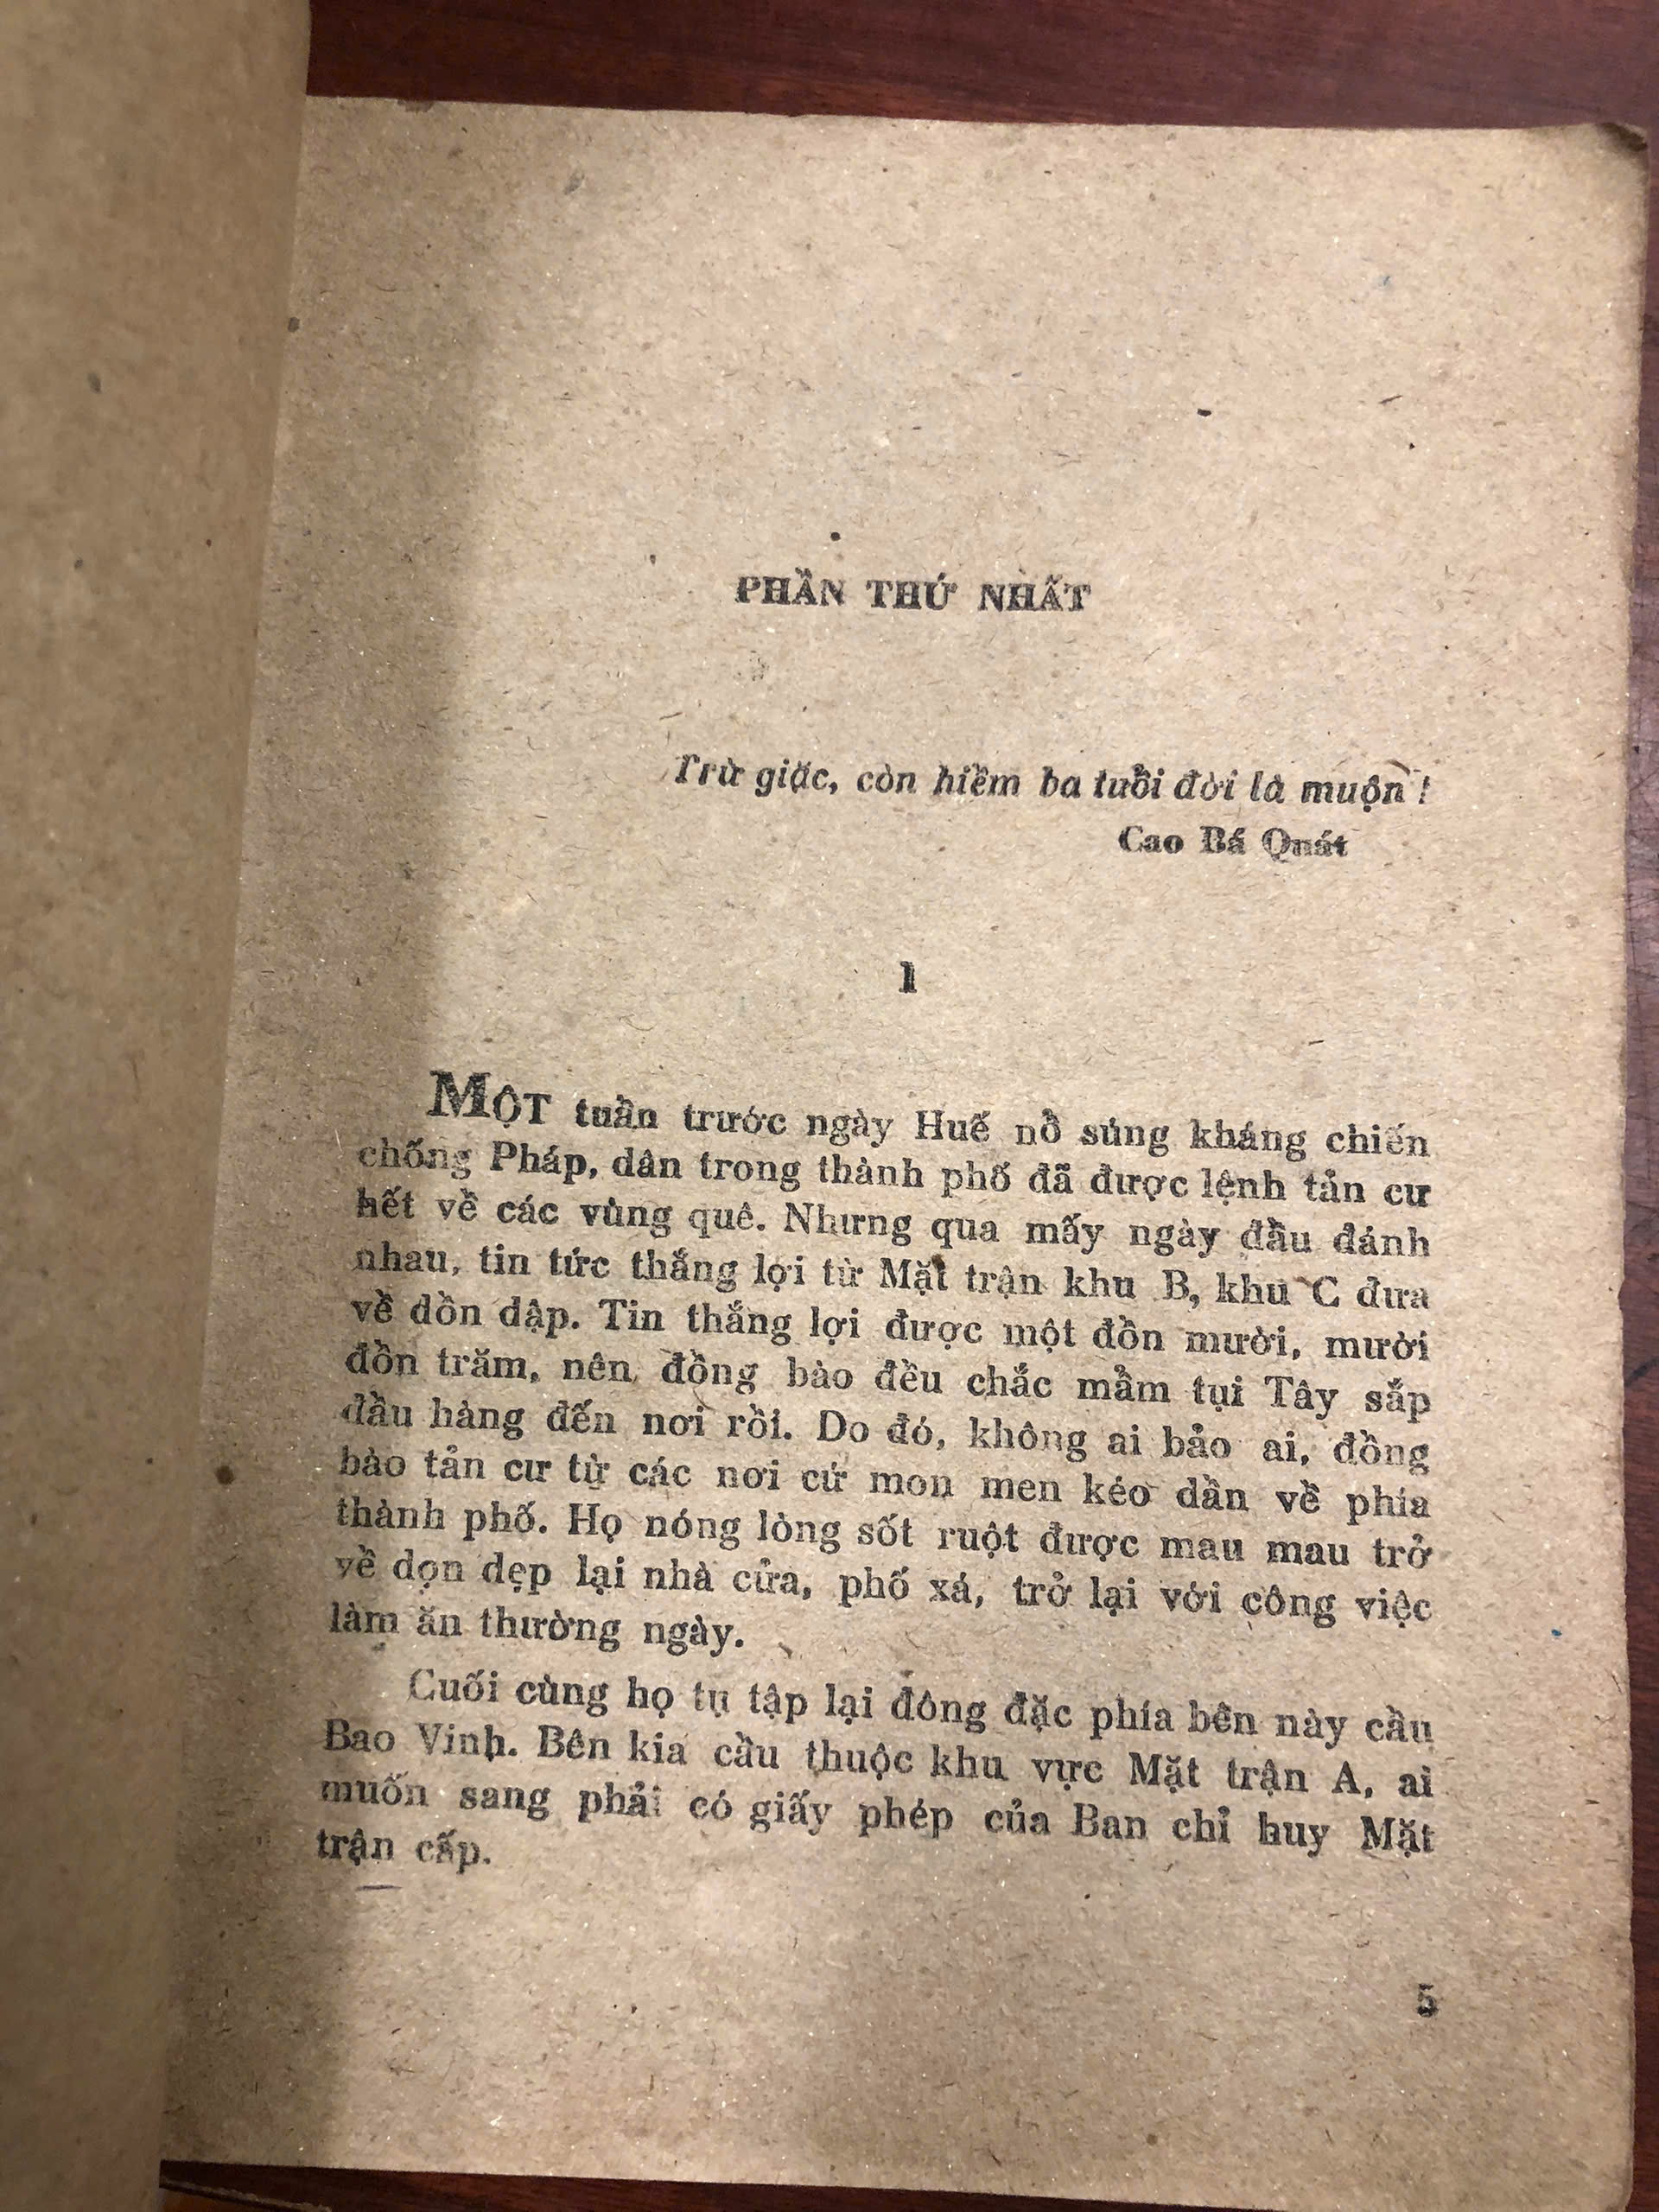 PHẦN THỨ NHẤT
Trừ giặc, còn hiềm ba tuổi đời là muộn !
Cao Bá Quát
1
MỘT tuần trước ngày Huế nổ súng kháng chiến
chống Pháp, dân trong thành phố đã được lệnh tản cư
hết về các vùng quê. Nhưng qua mấy ngày đầu đánh
nhau, tin tức thắng lợi từ Mặt trận khu B, khu C đưa
về dồn dập. Tin thắng lợi được một đồn mười, mười
đồn trăm, nên đồng bào đều chắc mẩm tụi Tây sắp
đầu hàng đến nơi rồi. Do đó, không ai bảo ai, đồng
bào tản cư từ các nơi cứ mon men kéo dần về phía
thành phố. Họ nóng lòng sốt ruột được mau mau trở
về dọn dẹp lại nhà cửa, phố xá, trở lại với công việc
làm ăn thường ngày.
Cuối cùng họ tụ tập lại đông đặc phía bên này cầu
Bao Vinh. Bên kia cầu thuộc khu vực Mặt trận A, ai
muốn sang phải có giấy phép của Ban chỉ huy Mặt
trận cấp.
5